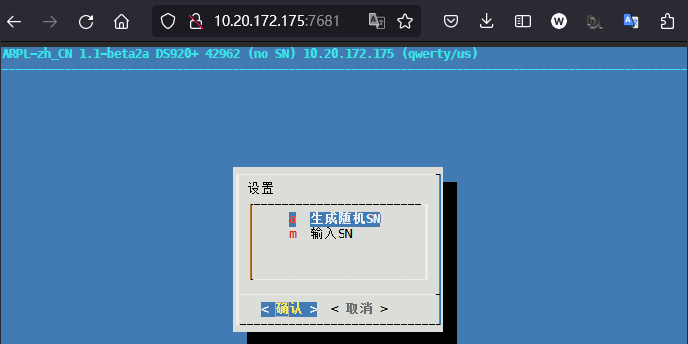 10.20.172.175:7681
ARPL-zh_CN 1.1-beta2a DS920+ 42962 (no SN) 10.20.172.175 (qwerty/us)
设置
生成随机SN
m 输入SN
< 确认 > < 取消 >